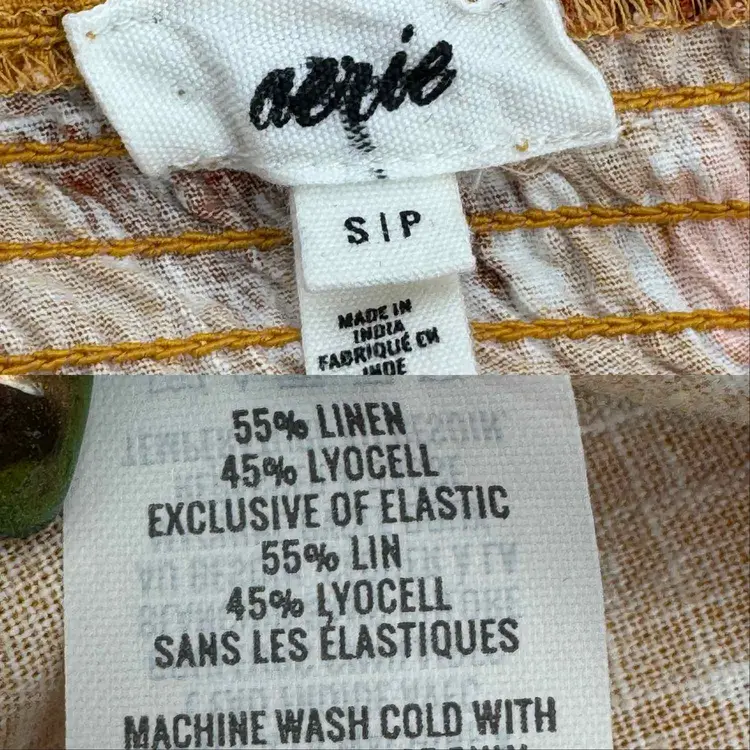 aerie
S|P
MADE IN
INDIA
FABRIQUÉ EN
INDE
55% LINEN
45% LYOCELL
EXCLUSIVE OF ELASTIC
55% LIN
45% LYOCELL
SANS LES ÉLASTIQUES
MACHINE WASH COLD WITH